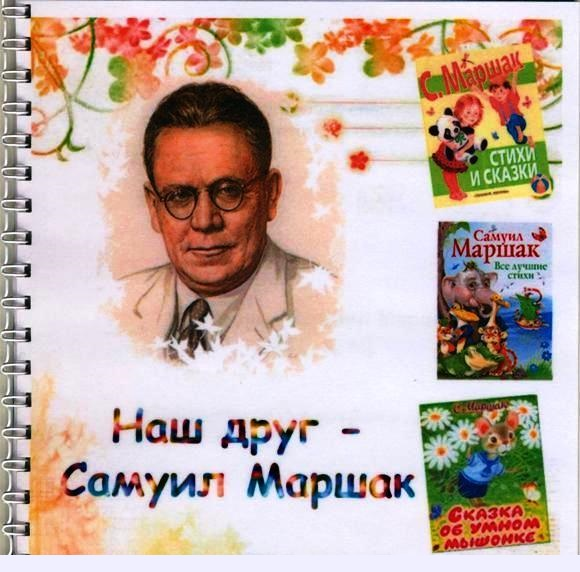 С. Маршак
СТИХИ
И СКАЗКИ
Самуил
Маршак
Все лучшие
стихи
Наш друг -
Самуил Маршак
С. Маршак
СКАЗКА
ОБ УМНОМ
МЫШОНКЕ